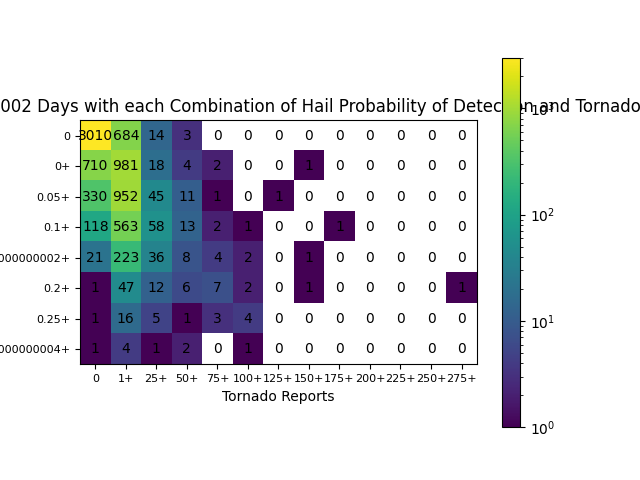 002 Days with each Combination of Hail Probability of Detection and Tornado
0 3010 684 14 3 0 0 0 0 0 0 0 0 0
0+ 710 981 18 4 2 0 0 1 0 0 0 0 0
0.05+ 330 952 45 11 1 0 1 0 0 0 0 0 0
0.1+ 118 563 58 13 2 1 0 0 1 0 0 0 0
000000002+ 21 223 36 8 4 2 0 1 0 0 0 0 0
0.2+ 1 47 12 6 7 2 0 1 0 0 0 0 1
0.25+ 1 16 5 1 3 4 0 0 0 0 0 0 0
000000004+ 1 4 1 2 0 1 0 0 0 0 0 0 0
0 1+ 25+ 50+ 75+ 100+ 125+ 150+ 175+ 200+ 225+ 250+ 275+
Tornado Reports
10³
10²
10¹
10⁰